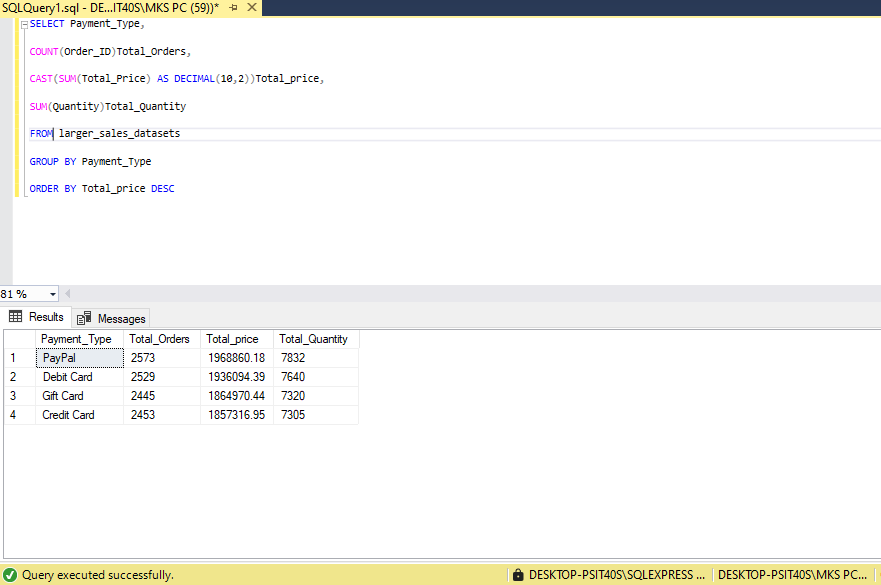 SQLQuery1.sql - DE...IT40S\MKS PC (59))*
SELECT Payment_Type,
COUNT(Order_ID)Total_Orders,
CAST(SUM(Total_Price) AS DECIMAL(10,2))Total_price,
SUM(Quantity)Total_Quantity
FROM larger_sales_datasets
GROUP BY Payment_Type
ORDER BY Total_price DESC
81 %
Results Messages
Payment_Type Total_Orders Total_price Total_Quantity
1 PayPal 2573 1968860.18 7832
2 Debit Card 2529 1936094.39 7640
3 Gift Card 2445 1864970.44 7320
4 Credit Card 2453 1857316.95 7305
Query executed successfully. DESKTOP-PSIT40S\SQLEXPRESS ... DESKTOP-PSIT40S\MKS PC...